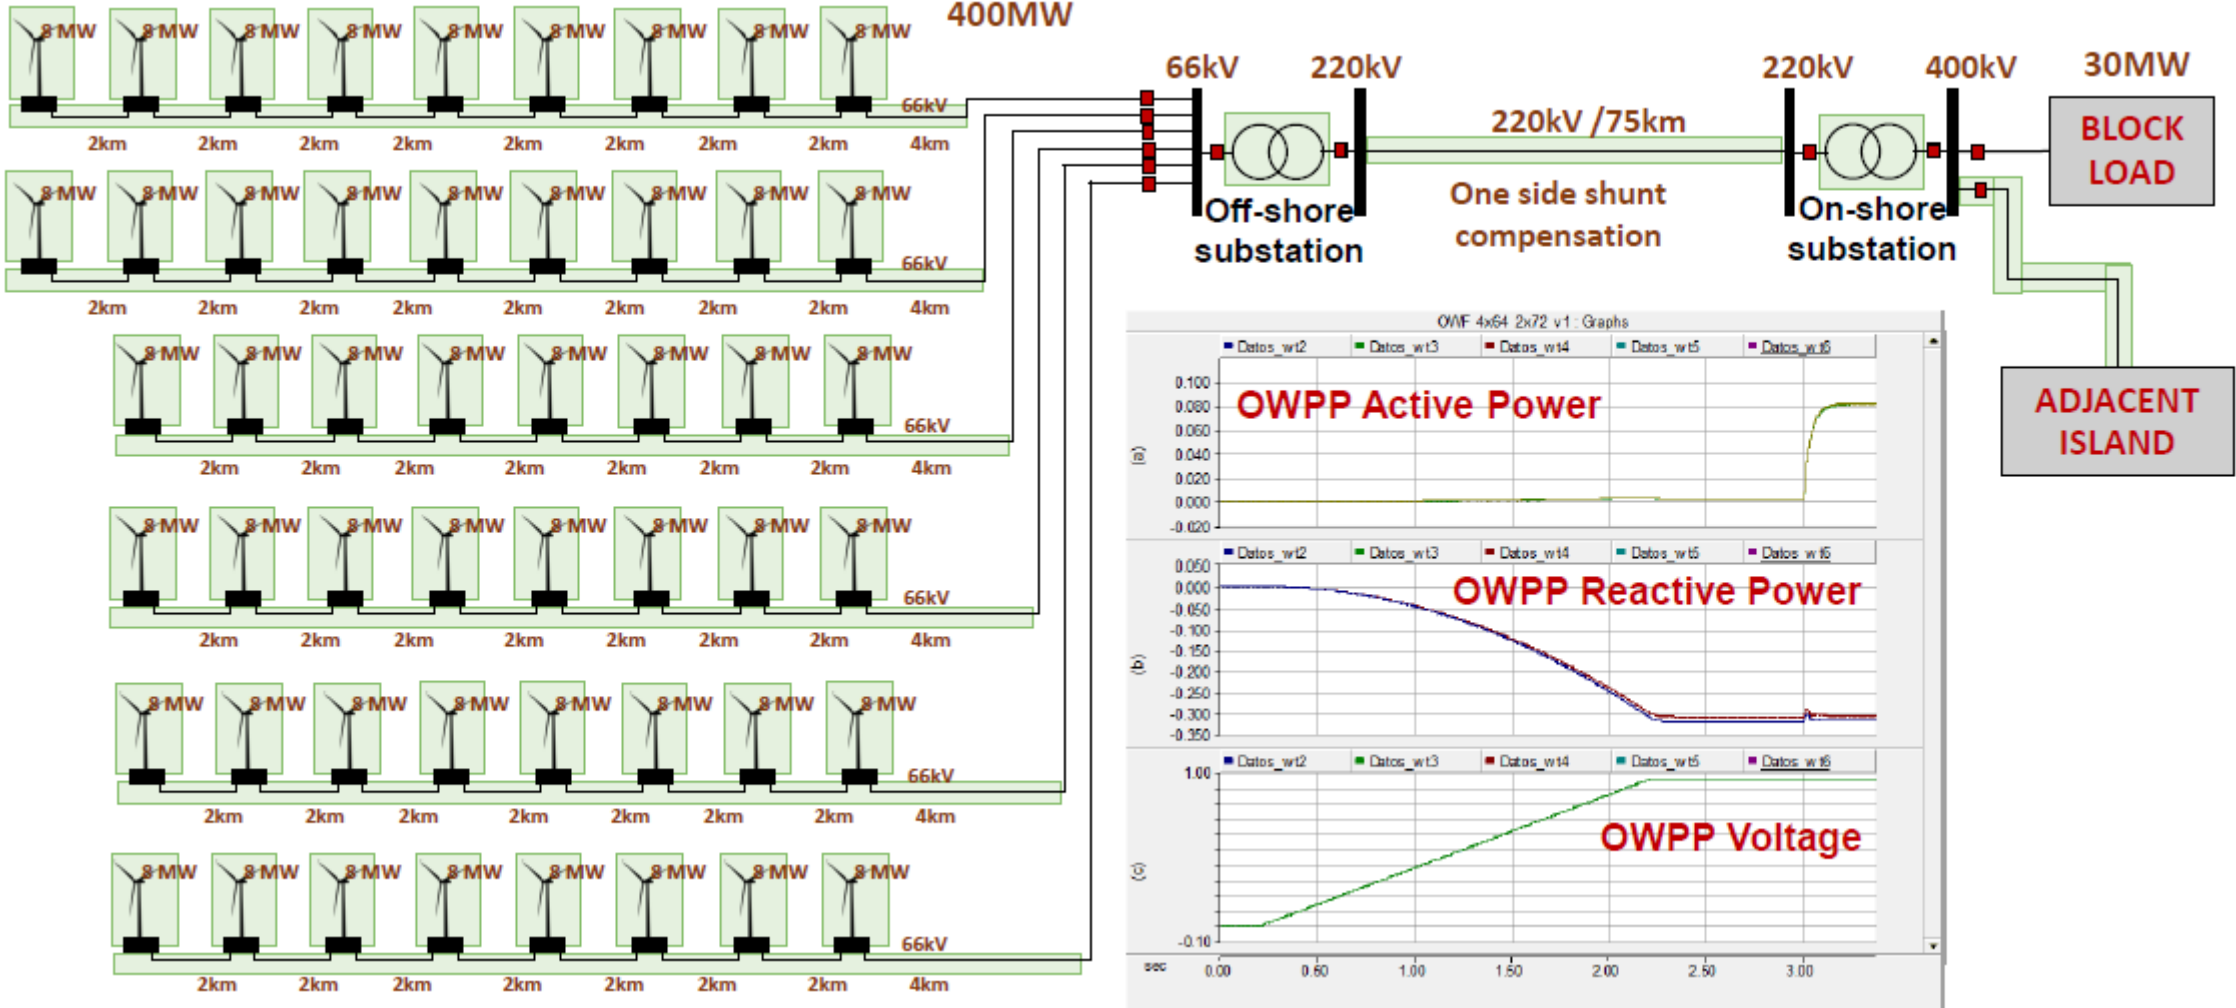 400MW
8 MW 8 MW 8 MW 8 MW 8 MW 8 MW 8 MW 8 MW 8 MW
66kV
2km 2km 2km 2km 2km 2km 2km 2km 4km
8 MW 8 MW 8 MW 8 MW 8 MW 8 MW 8 MW 8 MW 8 MW
66kV
2km 2km 2km 2km 2km 2km 2km 2km 4km
8 MW 8 MW 8 MW 8 MW 8 MW 8 MW 8 MW 8 MW
66kV
2km 2km 2km 2km 2km 2km 2km 4km
8 MW 8 MW 8 MW 8 MW 8 MW 8 MW 8 MW 8 MW
66kV
2km 2km 2km 2km 2km 2km 2km 4km
8 MW 8 MW 8 MW 8 MW 8 MW 8 MW 8 MW 8 MW
66kV
2km 2km 2km 2km 2km 2km 2km 4km
8 MW 8 MW 8 MW 8 MW 8 MW 8 MW 8 MW 8 MW
66kV
2km 2km 2km 2km 2km 2km 2km 4km
66kV 220kV 220kV 400kV 30MW
220kV /75km
One side shunt
compensation
Off-shore
substation
On-shore
substation
BLOCK
LOAD
ADJACENT
ISLAND
OWF 4x64 2x72 v1 : Graphs
Datos_wt2 Datos_wt3 Datos_wt4 Datos_wt5 Datos_wt6
OWPP Active Power
(a)
0.100
0.080
0.060
0.040
0.020
0.000
-0.020
Datos_wt2 Datos_wt3 Datos_wt4 Datos_wt5 Datos_wt6
OWPP Reactive Power
(b)
0.050
0.000
-0.050
-0.100
-0.150
-0.200
-0.250
-0.300
-0.350
Datos_wt2 Datos_wt3 Datos_wt4 Datos_wt5 Datos_wt6
OWPP Voltage
(c)
1.00
-0.10
sec 0.00 0.50 1.00 1.50 2.00 2.50 3.00